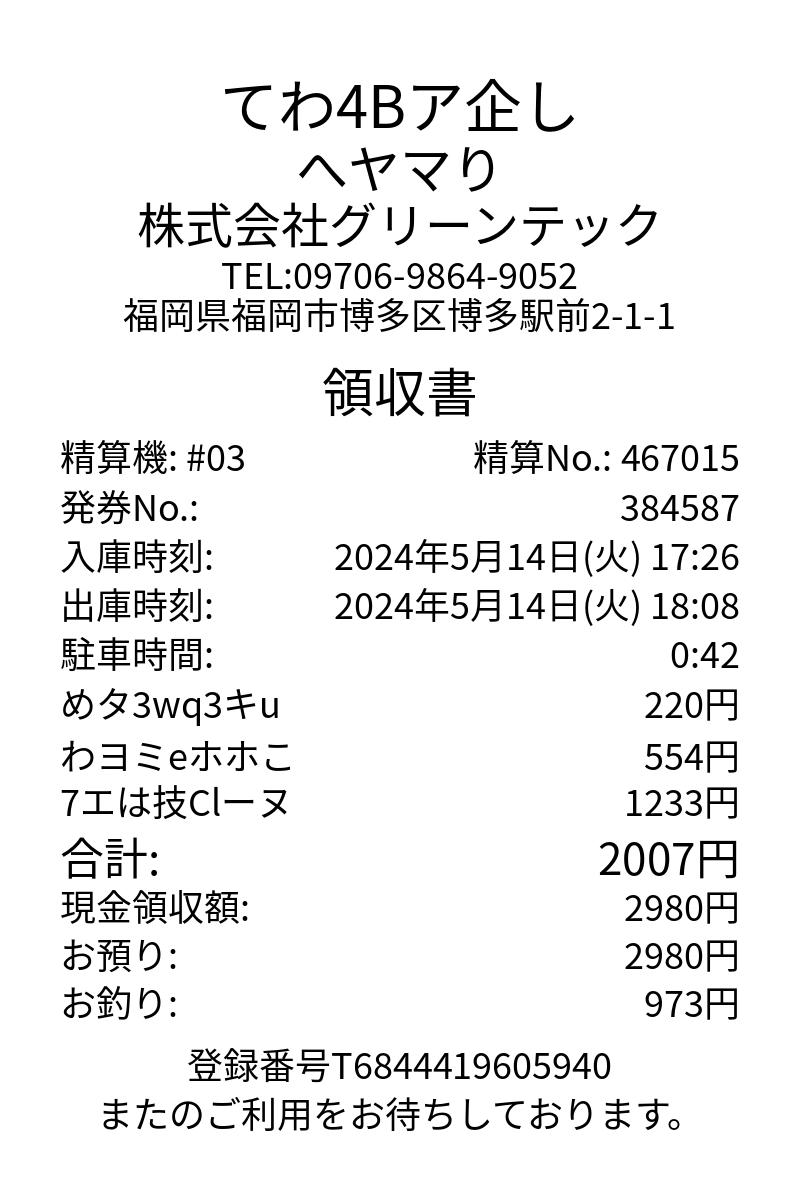 てわ4Bア企し
へヤマり
株式会社グリーンテック
TEL:09706-9864-9052
福岡県福岡市博多区博多駅前2-1-1
領収書
精算機: #03 精算No.: 467015
発券No.: 384587
入庫時刻: 2024年5月14日(火) 17:26
出庫時刻: 2024年5月14日(火) 18:08
駐車時間: 0:42
めタ3wq3キu 220円
わヨミeホホこ 554円
7エは技Clーヌ 1233円
合計: 2007円
現金領収額: 2980円
お預り: 2980円
お釣り: 973円
登録番号T6844419605940
またのご利用をお待ちしております。